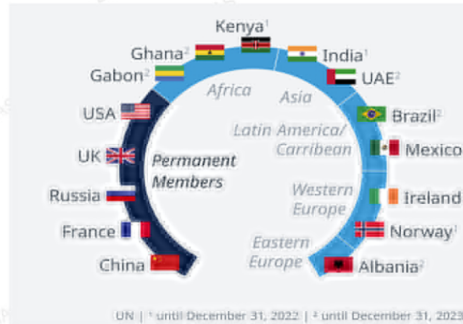 Kenya¹
Ghana²
India¹
Gabon²
UAE²
Africa
Asia
USA
Brazil²
Latin America/
Carribean
UK
Mexico
Permanent
Members
Russia
Western
Europe
Ireland
France
Norway¹
Eastern
Europe
China
Albania²
UN | ¹ until December 31, 2022 | ² until December 31, 2023